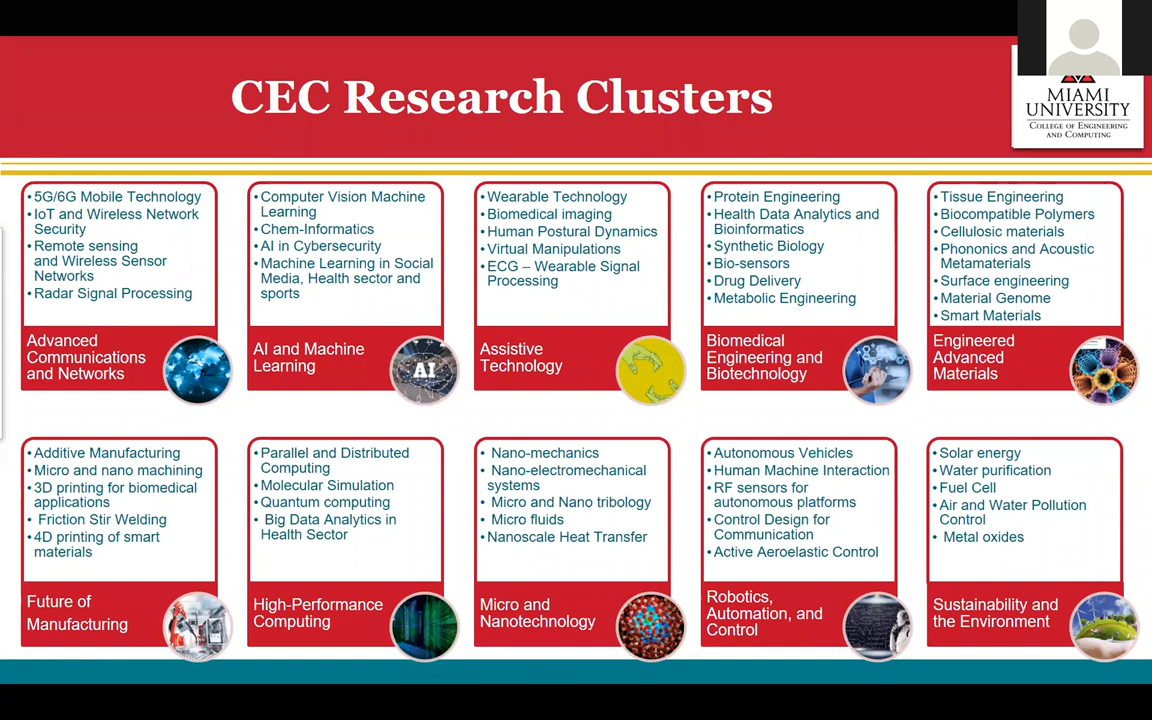 CEC Research Clusters
MIAMI
UNIVERSITY
COLLEGE OF ENGINEERING
AND COMPUTING
•5G/6G Mobile Technology
•IoT and Wireless Network
Security
•Remote sensing
and Wireless Sensor
Networks
•Radar Signal Processing
Advanced
Communications
and Networks
•Computer Vision Machine
Learning
•Chem-Informatics
•AI in Cybersecurity
•Machine Learning in Social
Media, Health sector and
sports
AI and Machine
Learning
AI
•Wearable Technology
•Biomedical imaging
•Human Postural Dynamics
•Virtual Manipulations
•ECG – Wearable Signal
Processing
Assistive
Technology
•Protein Engineering
•Health Data Analytics and
Bioinformatics
•Synthetic Biology
•Bio-sensors
•Drug Delivery
•Metabolic Engineering
Biomedical
Engineering and
Biotechnology
•Tissue Engineering
•Biocompatible Polymers
•Cellulosic materials
•Phononics and Acoustic
Metamaterials
•Surface engineering
•Material Genome
•Smart Materials
Engineered
Advanced
Materials
•Additive Manufacturing
•Micro and nano machining
•3D printing for biomedical
applications
• Friction Stir Welding
•4D printing of smart
materials
Future of
Manufacturing
•Parallel and Distributed
Computing
•Molecular Simulation
•Quantum computing
• Big Data Analytics in
Health Sector
High-Performance
Computing
• Nano-mechanics
• Nano-electromechanical
systems
• Micro and Nano tribology
• Micro fluids
•Nanoscale Heat Transfer
Micro and
Nanotechnology
•Autonomous Vehicles
•Human Machine Interaction
•RF sensors for
autonomous platforms
•Control Design for
Communication
•Active Aeroelastic Control
Robotics,
Automation, and
Control
•Solar energy
•Water purification
•Fuel Cell
•Air and Water Pollution
Control
• Metal oxides
Sustainability and
the Environment